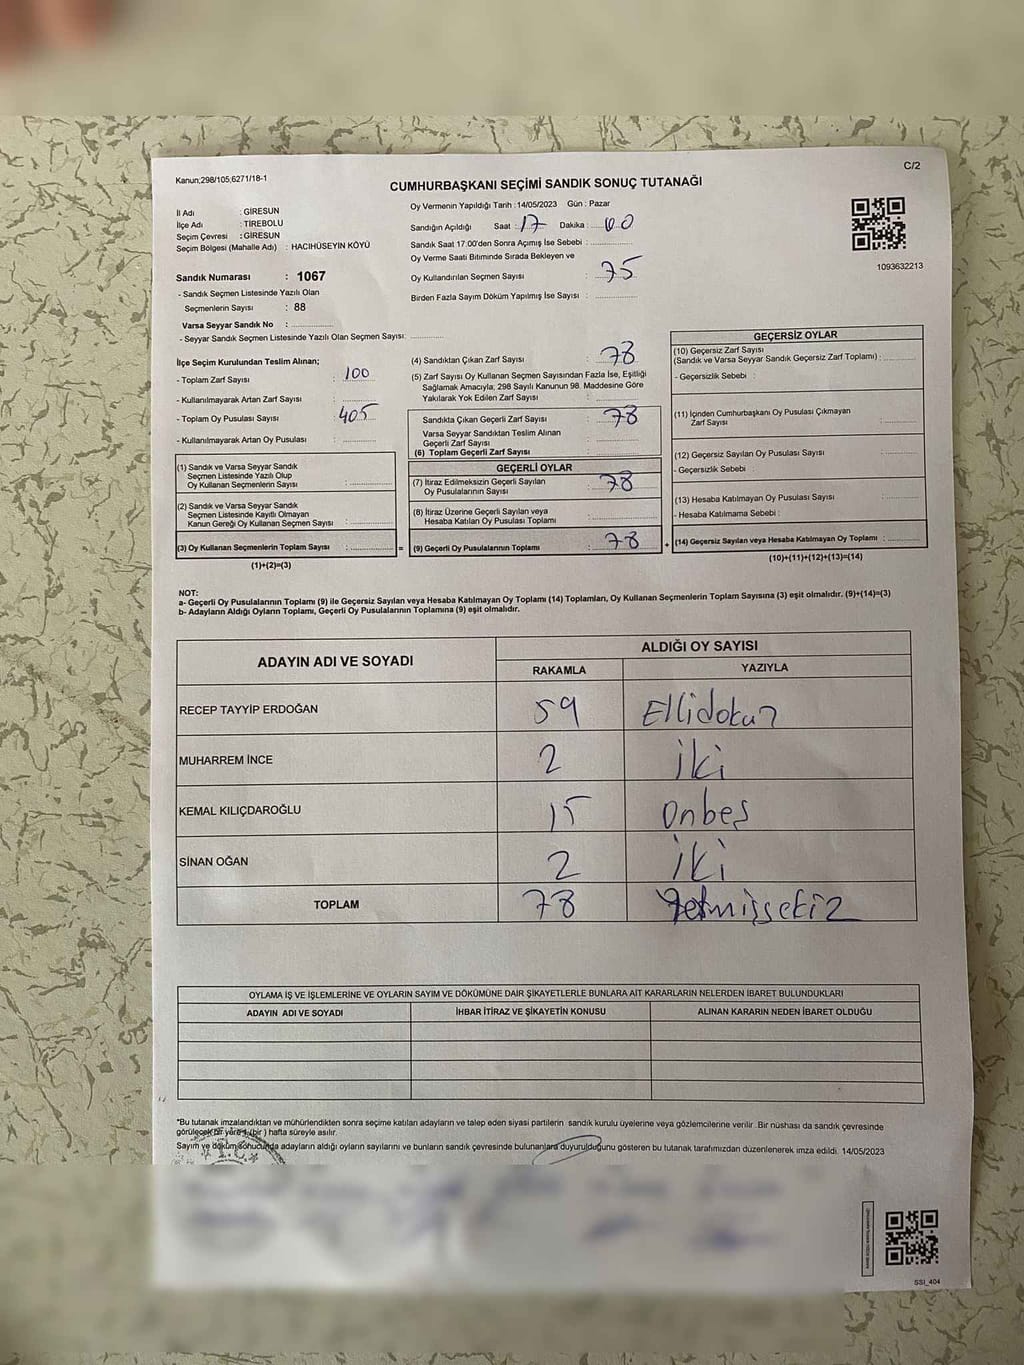 C/2
Kanun;298/105,6271/18-1
CUMHURBAŞKANI SEÇİMİ SANDIK SONUÇ TUTANAĞI
İl Adı : GİRESUN
İlçe Adı : TİREBOLU
Seçim Çevresi : GİRESUN
Seçim Bölgesi (Mahalle Adı) : HACIHÜSEYIN KÖYÜ
Sandık Numarası : 1067
- Sandık Seçmen Listesinde Yazılı Olan
Seçmenlerin Sayısı : 88
Varsa Seyyar Sandık No :
- Seyyar Sandık Seçmen Listesinde Yazılı Olan Seçmen Sayısı:
Oy Vermenin Yapıldığı Tarih : 14/05/2023 Gün : Pazar
Sandığın Açıldığı Saat : 17 Dakika : 00
Sandık Saat 17.00'den Sonra Açımış İse Sebebi :
Oy Verme Saati Bitiminde Sırada Bekleyen ve
Oy Kullandırılan Seçmen Sayısı : 75
Birden Fazla Sayım Döküm Yapılmış İse Sayısı :
1093632213
İlçe Seçim Kurulundan Teslim Alınan;
- Toplam Zarf Sayısı : 100
- Kullanılmayarak Artan Zarf Sayısı :
- Toplam Oy Pusulası Sayısı : 405
- Kullanılmayarak Artan Oy Pusulası :
(1) Sandık ve Varsa Seyyar Sandık
Seçmen Listesinde Yazılı Olup
Oy Kullanan Seçmenlerin Sayısı :
(2) Sandık ve Varsa Seyyar Sandık
Seçmen Listesinde Kayıtlı Olmayan
Kanun Gereği Oy Kullanan Seçmen Sayısı :
(3) Oy Kullanan Seçmenlerin Toplam Sayısı : =
(1)+(2)=(3)
(4) Sandıktan Çıkan Zarf Sayısı : 78
(5) Zarf Sayısı Oy Kullanan Seçmen Sayısından Fazla İse, Eşitliği
Sağlamak Amacıyla; 298 Sayılı Kanunun 98. Maddesine Göre
Yakılarak Yok Edilen Zarf Sayısı :
Sandıkta Çıkan Geçerli Zarf Sayısı : 78
Varsa Seyyar Sandıktan Teslim Alınan
Geçerli Zarf Sayısı :
(6) Toplam Geçerli Zarf Sayısı :
GEÇERLİ OYLAR
(7) İtiraz Edilmeksizin Geçerli Sayılan
Oy Pusulalarının Sayısı : 78
(8) İtiraz Üzerine Geçerli Sayılan veya
Hesaba Katılan Oy Pusulası Toplamı :
(9) Geçerli Oy Pusulalarının Toplamı : 78 +
GEÇERSİZ OYLAR
(10) Geçersiz Zarf Sayısı
(Sandık ve Varsa Seyyar Sandık Geçersiz Zarf Toplamı) :
- Geçersizlik Sebebi :
(11) İçinden Cumhurbaşkanı Oy Pusulası Çıkmayan
Zarf Sayısı :
(12) Geçersiz Sayılan Oy Pusulası Sayısı :
- Geçersizlik Sebebi :
(13) Hesaba Katılmayan Oy Pusulası Sayısı :
- Hesaba Katılmama Sebebi :
(14) Geçersiz Sayılan veya Hesaba Katılmayan Oy Toplamı :
(10)+(11)+(12)+(13)=(14)
NOT:
a- Geçerli Oy Pusulalarının Toplamı (9) ile Geçersiz Sayılan veya Hesaba Katılmayan Oy Toplamı (14) Toplamları, Oy Kullanan Seçmenlerin Toplam Sayısına (3) eşit olmalıdır. (9)+(14)=(3)
b- Adayların Aldığı Oyların Toplamı, Geçerli Oy Pusulalarının Toplamına (9) eşit olmalıdır.
ADAYIN ADI VE SOYADI ALDIĞI OY SAYISI
RAKAMLA YAZIYLA
RECEP TAYYİP ERDOĞAN 59 Ellidokuz
MUHARREM İNCE 2 İki
KEMAL KILIÇDAROĞLU 15 Onbeş
SİNAN OĞAN 2 İki
TOPLAM 78 Yetmişsekiz
OYLAMA İŞ VE İŞLEMLERİNE VE OYLARIN SAYIM VE DÖKÜMÜNE DAİR ŞİKAYETLERLE BUNLARA AİT KARARLARIN NELERDEN İBARET BULUNDUKLARI
ADAYIN ADI VE SOYADI İHBAR İTİRAZ VE ŞİKAYETİN KONUSU ALINAN KARARIN NEDEN İBARET OLDUĞU
*Bu tutanak imzalandıktan ve mühürlendikten sonra seçime katılan adayların ve talep eden siyasi partilerin sandık kurulu üyelerine veya gözlemcilerine verilir. Bir nüshası da sandık çevresinde
görülecek bir yere 1 (bir ) hafta süreyle asılır.
Sayım ve döküm sonucunda adayların aldığı oyların sayılarını ve bunların sandık çevresinde bulunanlara duyurulduğunu gösteren bu tutanak tarafımızdan düzenlenerek imza edildi. 14/05/2023
T.C.
SSI_404